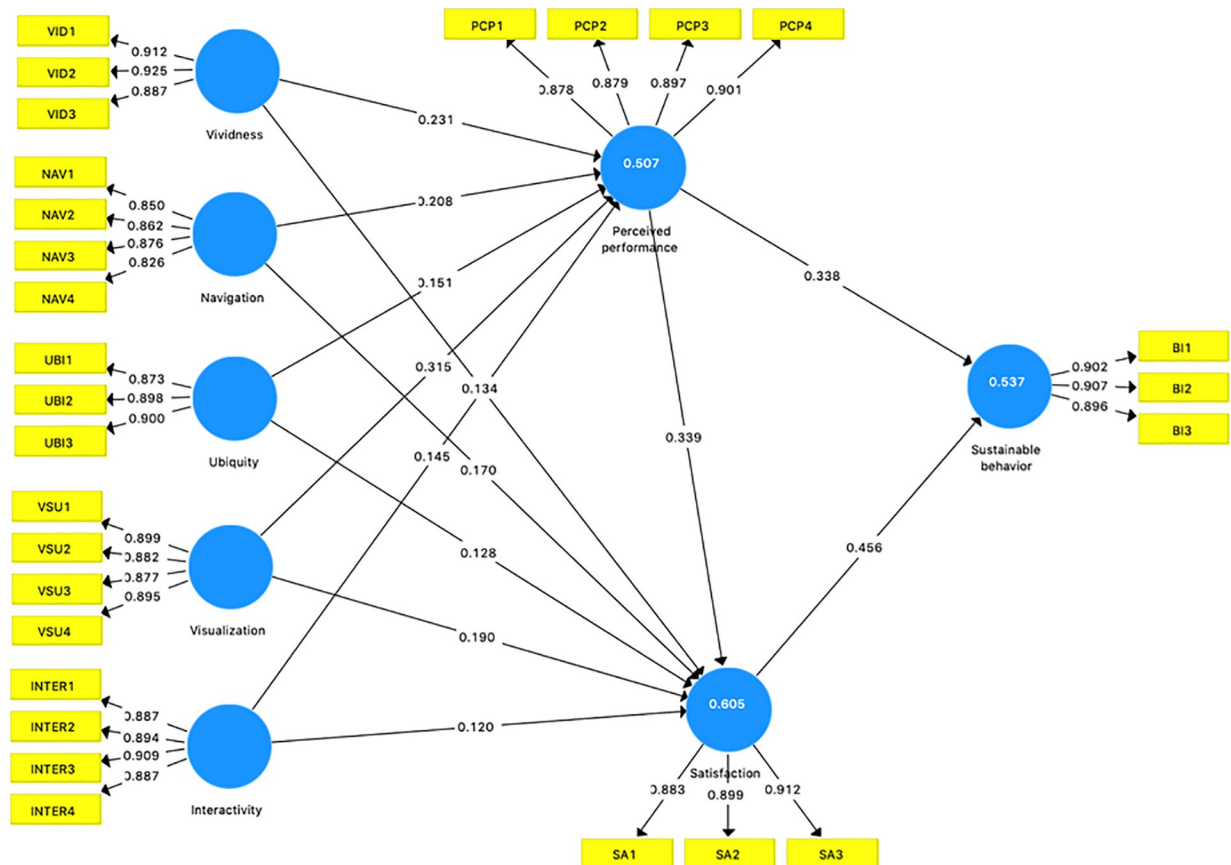 VID1
VID2
VID3
0.912
0.925
0.887
Vividness
NAV1
NAV2
NAV3
NAV4
0.850
0.862
0.876
0.826
Navigation
UBI1
UBI2
UBI3
0.873
0.898
0.900
Ubiquity
VSU1
VSU2
VSU3
VSU4
0.899
0.882
0.877
0.895
Visualization
INTER1
INTER2
INTER3
INTER4
0.887
0.894
0.909
0.887
Interactivity
0.231
0.208
0.151
0.315
0.134
0.145
0.170
0.128
0.190
0.120
PCP1
PCP2
PCP3
PCP4
0.878
0.879
0.897
0.901
0.507
Perceived
performance
0.338
0.339
0.456
0.605
Satisfaction
0.883
0.899
0.912
SA1
SA2
SA3
0.537
Sustainable
behavior
0.902
0.907
0.896
BI1
BI2
BI3